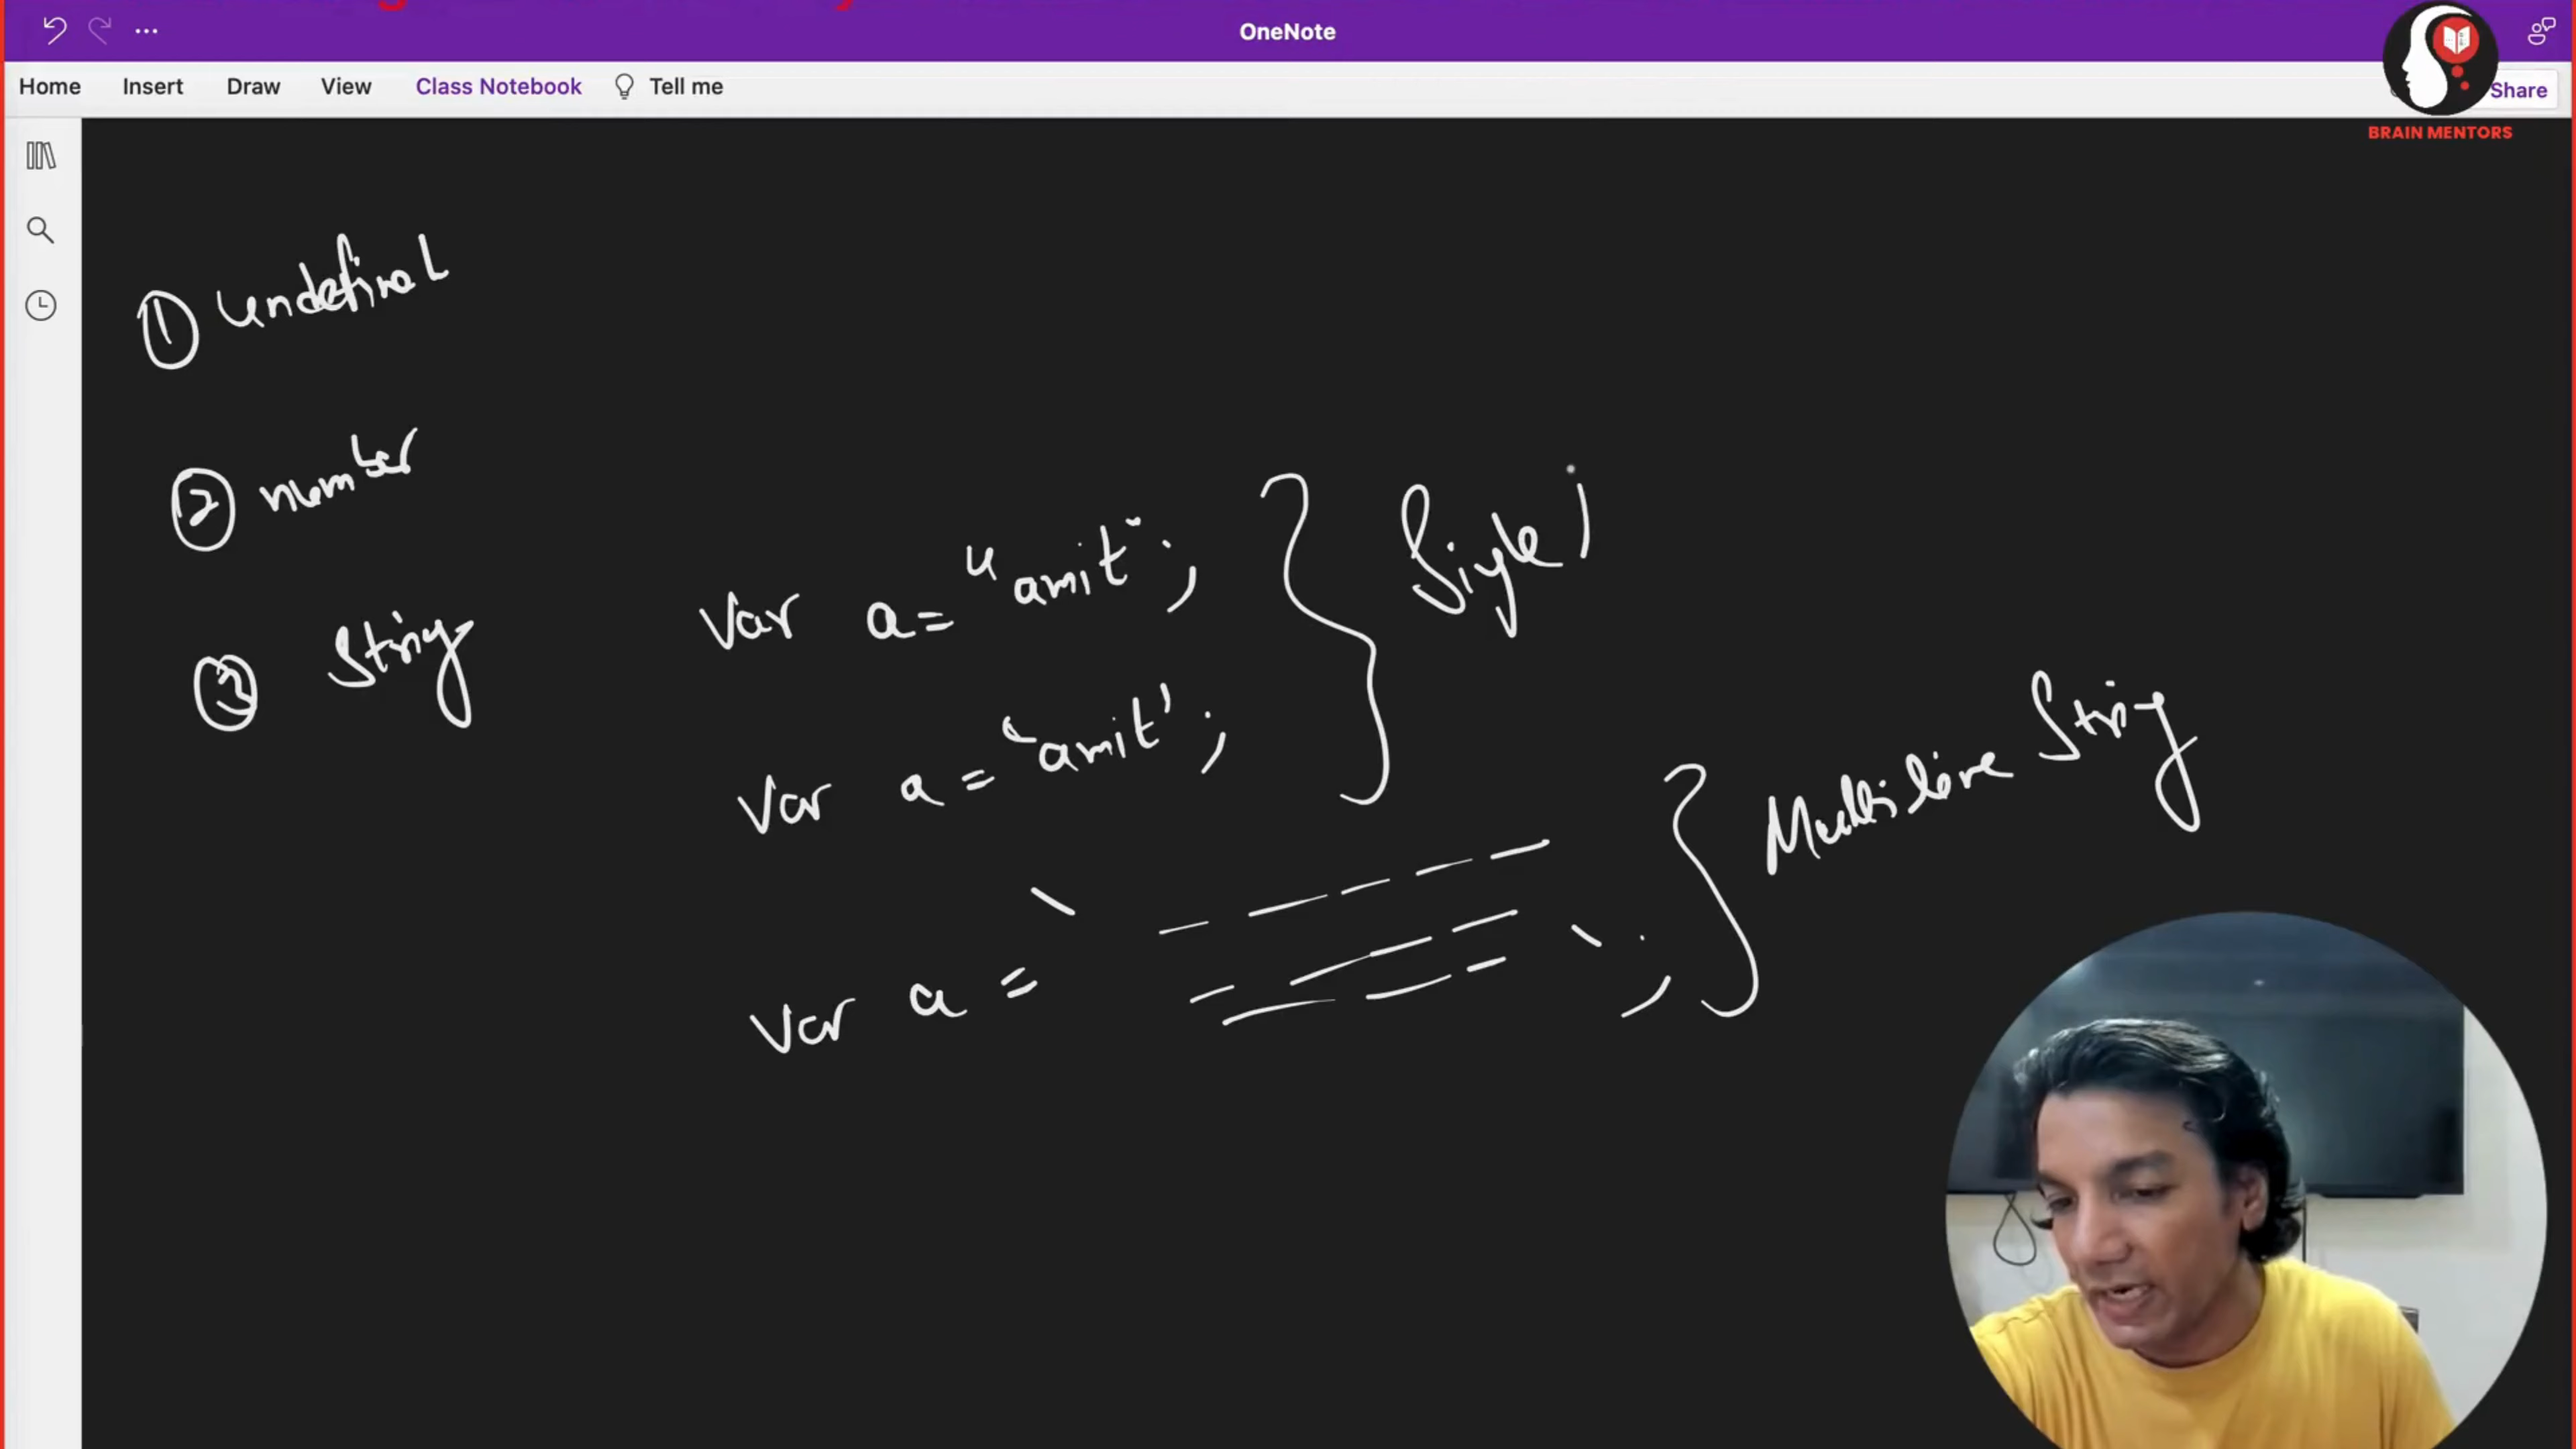 OneNote
Home Insert Draw View Class Notebook Tell me Share
BRAIN MENTORS
① undefined
② number
③ String
Var a = "amit";
Var a = 'amit';
Single
Var a = ` `;
Multiline String